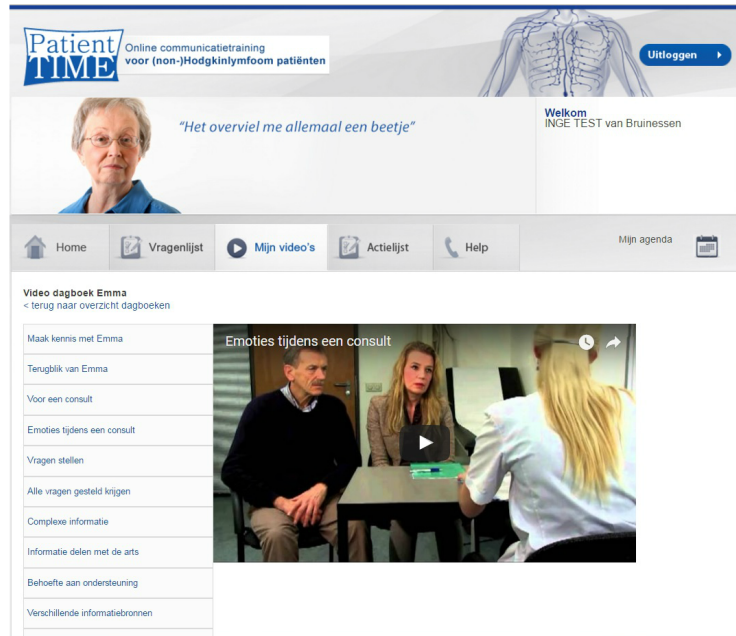 Patient
TIME
Online communicatietraining
voor (non-)Hodgkinlymfoom patiënten
Uitloggen
"Het overviel me allemaal een beetje"
Welkom
INGE TEST van Bruinessen
Home
Vragenlijst
Mijn video's
Actielijst
Help
Mijn agenda
Video dagboek Emma
< terug naar overzicht dagboeken
Maak kennis met Emma
Terugblik van Emma
Voor een consult
Emoties tijdens een consult
Vragen stellen
Alle vragen gesteld krijgen
Complexe informatie
Informatie delen met de arts
Behoefte aan ondersteuning
Verschillende informatiebronnen
Emoties tijdens een consult